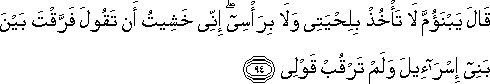 قَالَ يَبْنَؤُمَّ لَا تَأْخُذْ بِلِحْيَتِى وَلَا بِرَأْسِىٓ ۖ إِنِّى خَشِيتُ أَن تَقُولَ فَرَّقْتَ بَيْنَ
بَنِىٓ إِسْرَٰٓءِيلَ وَلَمْ تَرْقُبْ قَوْلِى ٩٤